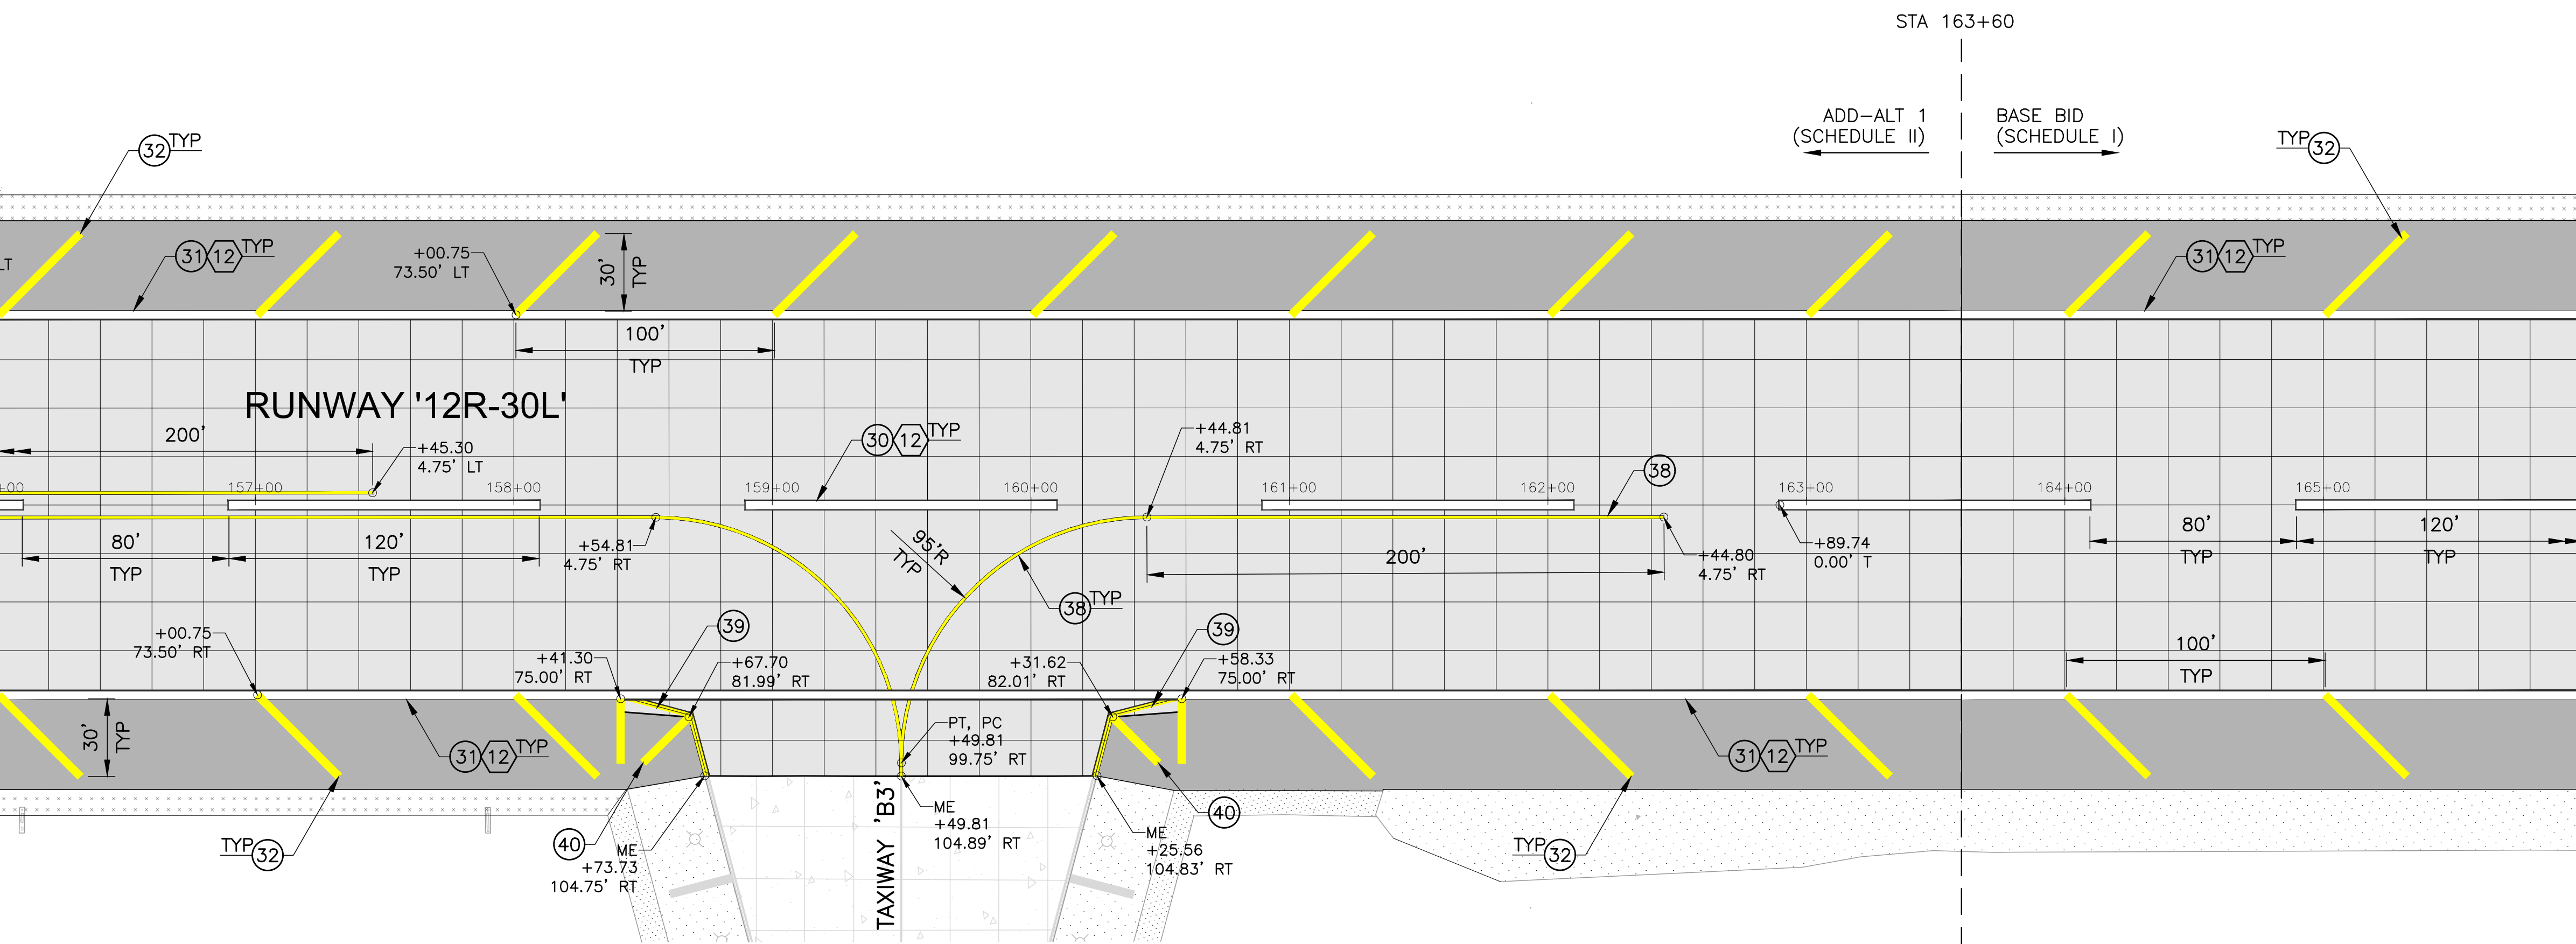 STA 163+60
ADD-ALT 1
(SCHEDULE II)
BASE BID
(SCHEDULE I)
32 TYP
TYP 32
LT
31 12 TYP
+00.75
73.50' LT
30'
TYP
31 12 TYP
100'
TYP
RUNWAY '12R-30L'
200'
+45.30
4.75' LT
30 12 TYP
+44.81
4.75' RT
38
+00
157+00
158+00
159+00
160+00
161+00
162+00
163+00
164+00
165+00
80'
TYP
120'
TYP
+54.81
4.75' RT
95'R
TYP
200'
+44.80
4.75' RT
+89.74
0.00' T
80'
TYP
120'
TYP
38 TYP
+00.75
73.50' RT
39
39
+41.30
75.00' RT
+67.70
81.99' RT
+31.62
82.01' RT
+58.33
75.00' RT
100'
TYP
30'
TYP
31 12 TYP
PT, PC
+49.81
99.75' RT
31 12 TYP
TAXIWAY 'B3'
ME
+49.81
104.89' RT
40
TYP 32
40
ME
+73.73
104.75' RT
ME
+25.56
104.83' RT
TYP 32